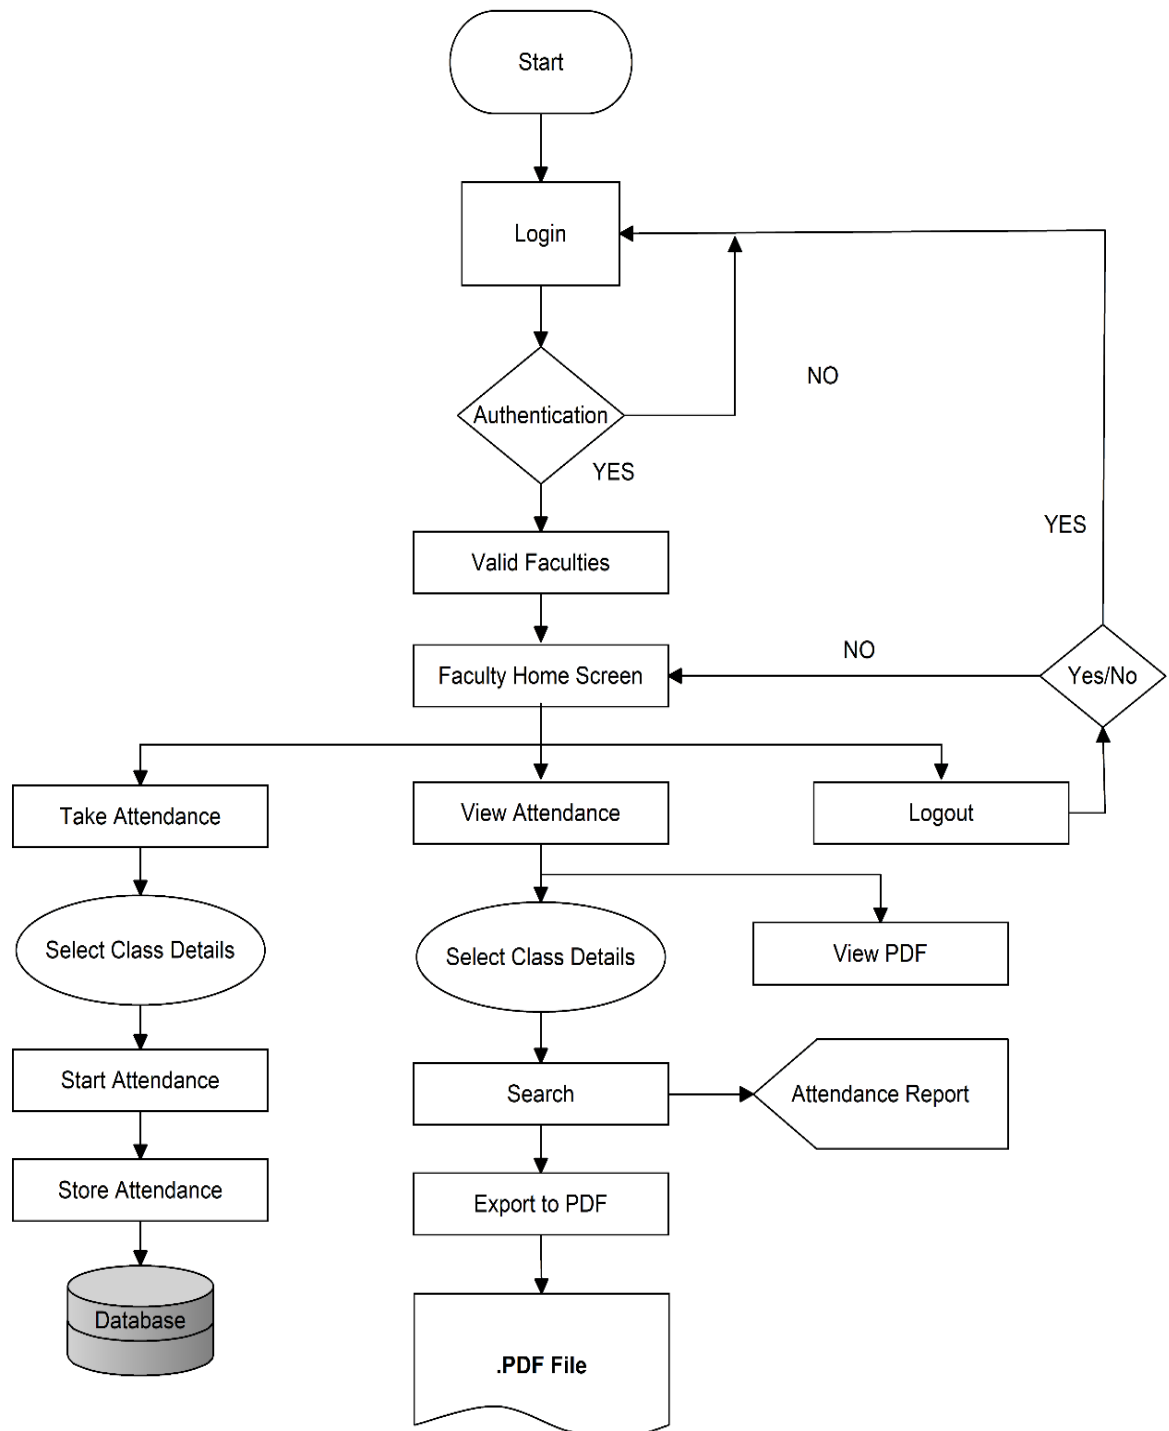 Start
Login
NO
Authentication
YES
YES
Valid Faculties
NO
Faculty Home Screen
Yes/No
Take Attendance
View Attendance
Logout
Select Class Details
Select Class Details
View PDF
Start Attendance
Search
Attendance Report
Store Attendance
Export to PDF
Database
.PDF File